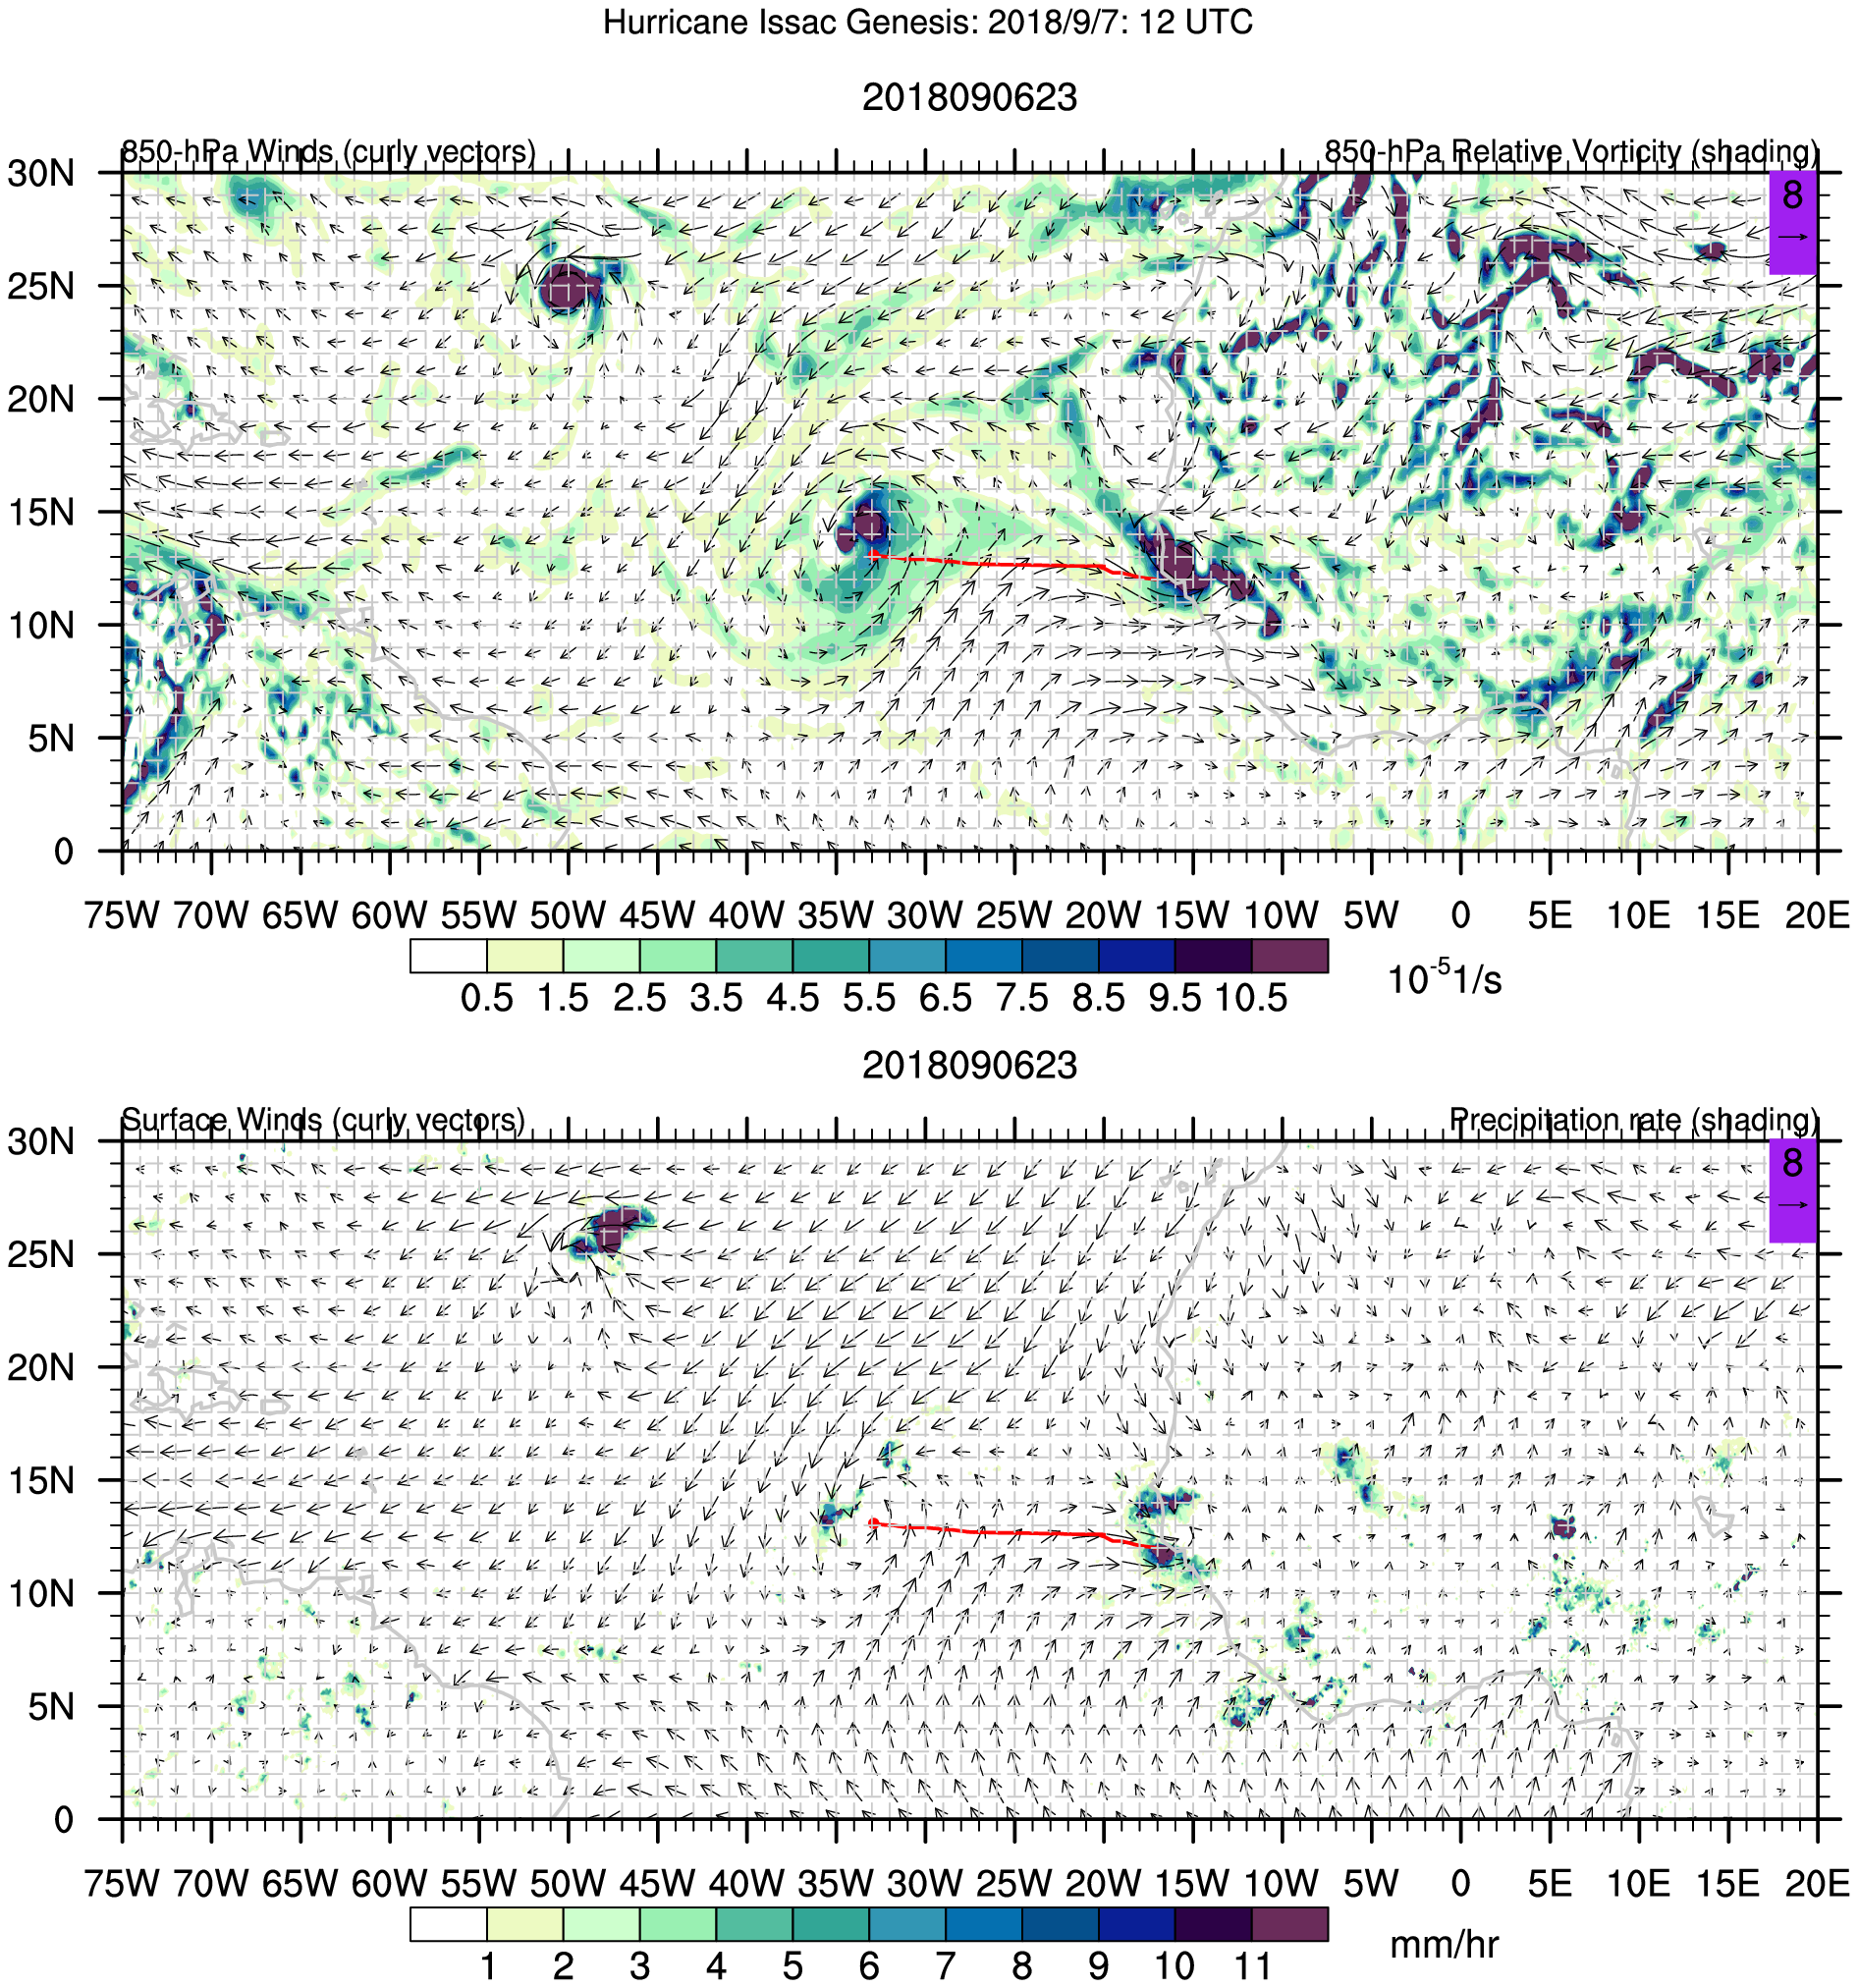 Hurricane Issac Genesis: 2018/9/7: 12 UTC
2018090623
850-hPa Winds (curly vectors)
850-hPa Relative Vorticity (shading)
8
30N
25N
20N
15N
10N
5N
0
75W 70W 65W 60W 55W 50W 45W 40W 35W 30W 25W 20W 15W 10W 5W 0 5E 10E 15E 20E
0.5 1.5 2.5 3.5 4.5 5.5 6.5 7.5 8.5 9.5 10.5
10-51/s
2018090623
Surface Winds (curly vectors)
Precipitation rate (shading)
8
30N
25N
20N
15N
10N
5N
0
75W 70W 65W 60W 55W 50W 45W 40W 35W 30W 25W 20W 15W 10W 5W 0 5E 10E 15E 20E
1 2 3 4 5 6 7 8 9 10 11
mm/hr